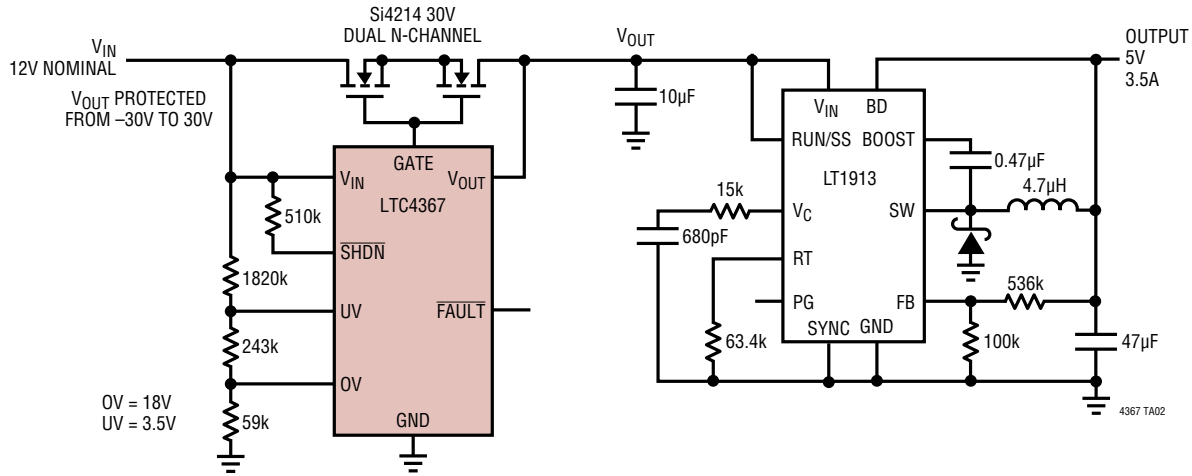 Si4214 30V
DUAL N-CHANNEL
VIN
12V NOMINAL
VOUT PROTECTED
FROM –30V TO 30V
VOUT
OUTPUT
5V
3.5A
10µF
GATE
VIN
VOUT
LTC4367
510k
SHDN
1820k
UV
FAULT
243k
OV
OV = 18V
UV = 3.5V
59k
GND
VIN
BD
RUN/SS
BOOST
LT1913
0.47µF
4.7µH
15k
VC
SW
680pF
RT
536k
PG
FB
63.4k
SYNC
GND
100k
47µF
4367 TA02